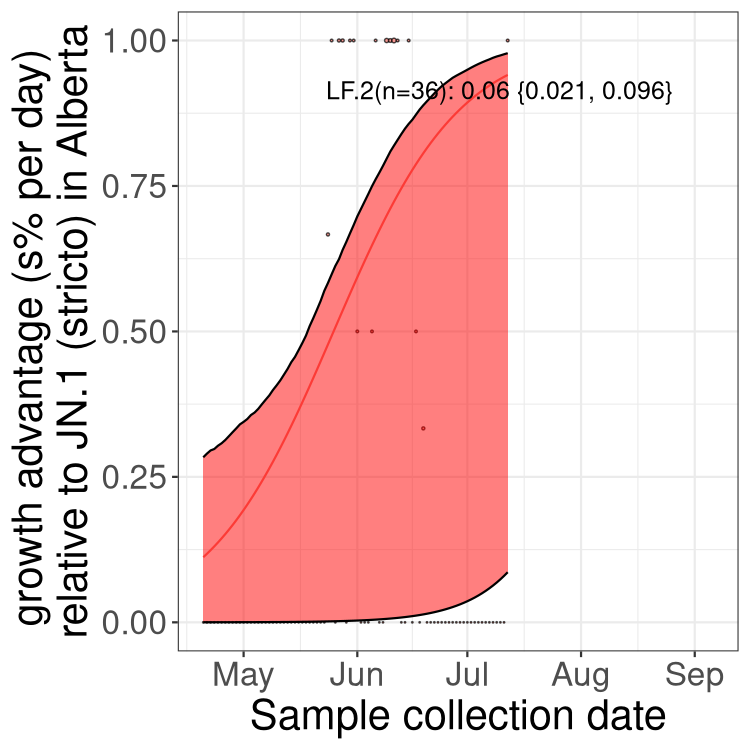 growth advantage (s% per day)
relative to JN.1 (stricto) in Alberta
1.00
0.75
0.50
0.25
0.00
LF.2(n=36): 0.06 {0.021, 0.096}
May Jun Jul Aug Sep
Sample collection date